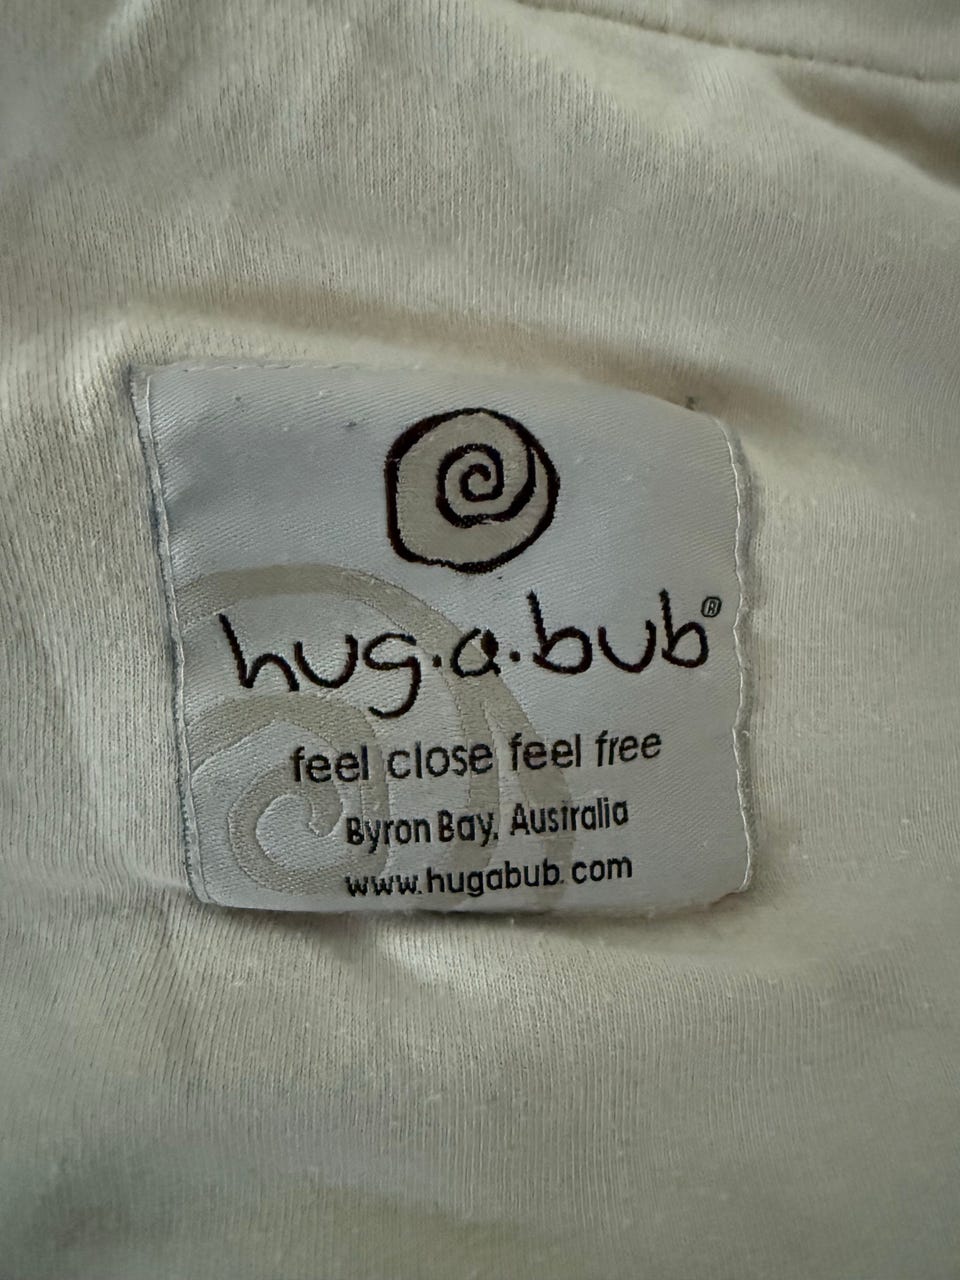 hug.a.bub®
feel close feel free
Byron Bay, Australia
www.hugabub.com